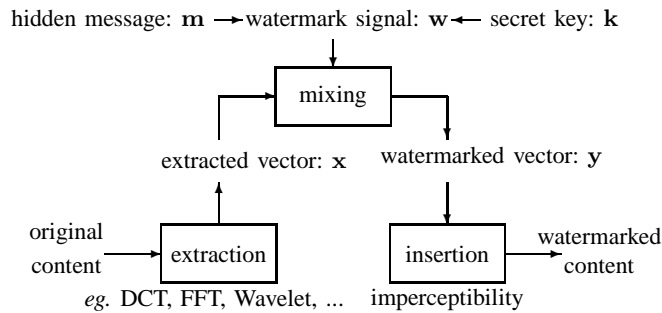 hidden message: m watermark signal: w secret key: k
mixing
extracted vector: x watermarked vector: y
original content
extraction
insertion
watermarked content
eg. DCT, FFT, Wavelet, ... imperceptibility